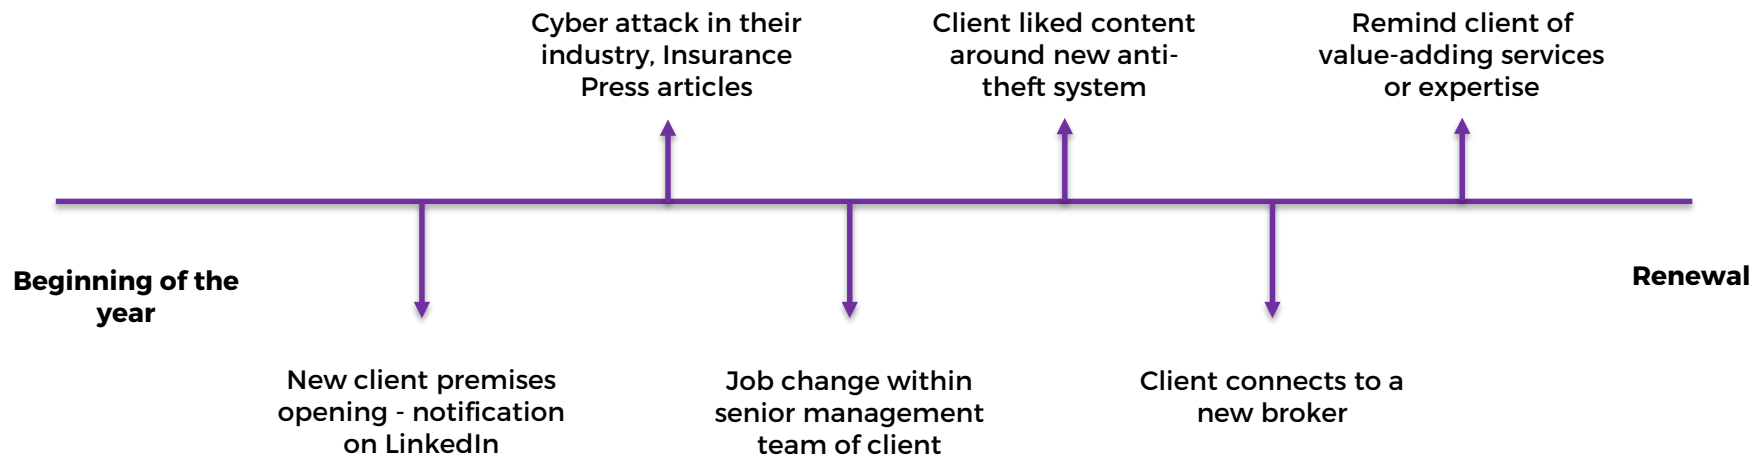 Cyber attack in their
industry, Insurance
Press articles
Client liked content
around new anti-
theft system
Remind client of
value-adding services
or expertise
Beginning of the
year
Renewal
New client premises
opening - notification
on LinkedIn
Job change within
senior management
team of client
Client connects to a
new broker